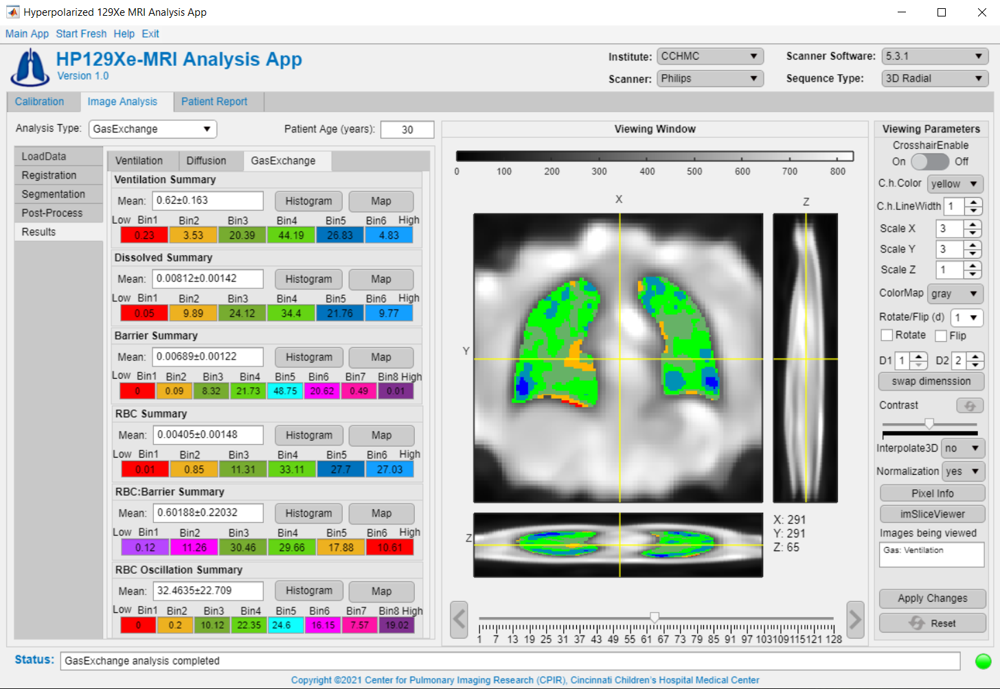 Hyperpolarized 129Xe MRI Analysis App
Main App Start Fresh Help Exit
HP129Xe-MRI Analysis App
Version 1.0
Institute: CCHMC Scanner Software: 5.3.1
Scanner: Philips Sequence Type: 3D Radial
Calibration Image Analysis Patient Report
Analysis Type: GasExchange Patient Age (years): 30
LoadData
Registration
Segmentation
Post-Process
Results
Ventilation Diffusion GasExchange
Ventilation Summary
Mean: 0.62±0.163 Histogram Map
Low Bin1 Bin2 Bin3 Bin4 Bin5 Bin6 High
0.23 3.53 20.39 44.19 26.83 4.83
Dissolved Summary
Mean: 0.00812±0.00142 Histogram Map
Low Bin1 Bin2 Bin3 Bin4 Bin5 Bin6 High
0.05 9.89 24.12 34.4 21.76 9.77
Barrier Summary
Mean: 0.00689±0.00122 Histogram Map
Low Bin1 Bin2 Bin3 Bin4 Bin5 Bin6 Bin7 Bin8 High
0 0.09 8.32 21.73 48.75 20.62 0.49 0.01
RBC Summary
Mean: 0.00405±0.00148 Histogram Map
Low Bin1 Bin2 Bin3 Bin4 Bin5 Bin6 High
0.01 0.85 11.31 33.11 27.7 27.03
RBC:Barrier Summary
Mean: 0.60188±0.22032 Histogram Map
Low Bin1 Bin2 Bin3 Bin4 Bin5 Bin6 High
0.12 11.26 30.46 29.66 17.88 10.61
RBC Oscillation Summary
Mean: 32.4635±22.709 Histogram Map
Low Bin1 Bin2 Bin3 Bin4 Bin5 Bin6 Bin7 Bin8 High
0 0.2 10.12 22.35 24.6 16.15 7.57 19.02
Viewing Window
0 100 200 300 400 500 600 700 800
X
Z
Y
Z
X: 291
Y: 291
Z: 65
1 7 13 19 25 31 37 43 49 55 61 67 73 79 85 91 97 103 109 115 121 128
Viewing Parameters
CrosshairEnable
On Off
C.h.Color yellow
C.h.LineWidth 1
Scale X 3
Scale Y 3
Scale Z 1
ColorMap gray
Rotate/Flip (d) 1
Rotate Flip
D1 1 D2 2
swap dimenssion
Contrast
Interpolate3D no
Normalization yes
Pixel Info
imSliceViewer
Images being viewed
Gas: Ventilation
Apply Changes
Reset
Status: GasExchange analysis completed
Copyright ©2021 Center for Pulmonary Imaging Research (CPIR), Cincinnati Children's Hospital Medical Center